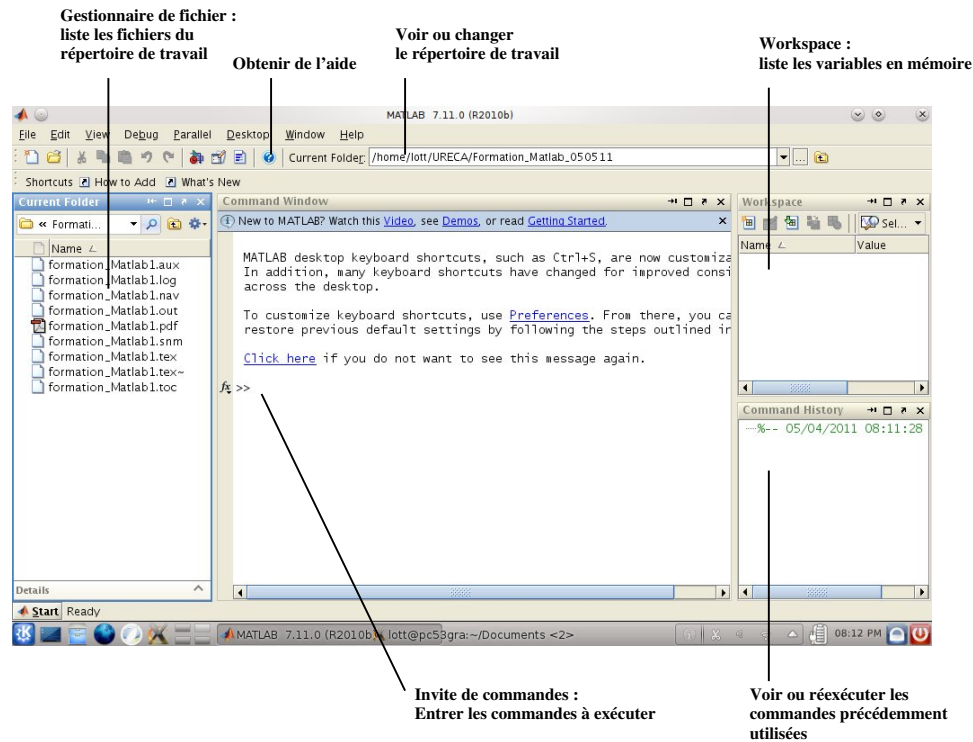 Gestionnaire de fichier :
liste les fichiers du
répertoire de travail
Obtenir de l'aide
Voir ou changer
le répertoire de travail
Workspace :
liste les variables en mémoire
MATLAB 7.11.0 (R2010b)
File Edit View Debug Parallel Desktop Window Help
Current Folder: /home/lott/URECA/Formation_Matlab_050511
Shortcuts How to Add What's New
Current Folder
« Formati...
Name
formation_Matlab1.aux
formation_Matlab1.log
formation_Matlab1.nav
formation_Matlab1.out
formation_Matlab1.pdf
formation_Matlab1.snm
formation_Matlab1.tex
formation_Matlab1.tex~
formation_Matlab1.toc
Details
Command Window
New to MATLAB? Watch this Video, see Demos, or read Getting Started.
MATLAB desktop keyboard shortcuts, such as Ctrl+S, are now customiza
In addition, many keyboard shortcuts have changed for improved consi
across the desktop.
To customize keyboard shortcuts, use Preferences. From there, you ca
restore previous default settings by following the steps outlined in
Click here if you do not want to see this message again.
fx >>
Workspace
Sel...
Name Value
Command History
%-- 05/04/2011 08:11:28
Start Ready
MATLAB 7.11.0 (R2010b)
lott@pc53gra:~/Documents <2>
08:12 PM
Invite de commandes :
Entrer les commandes à exécuter
Voir ou réexécuter les
commandes précédemment
utilisées